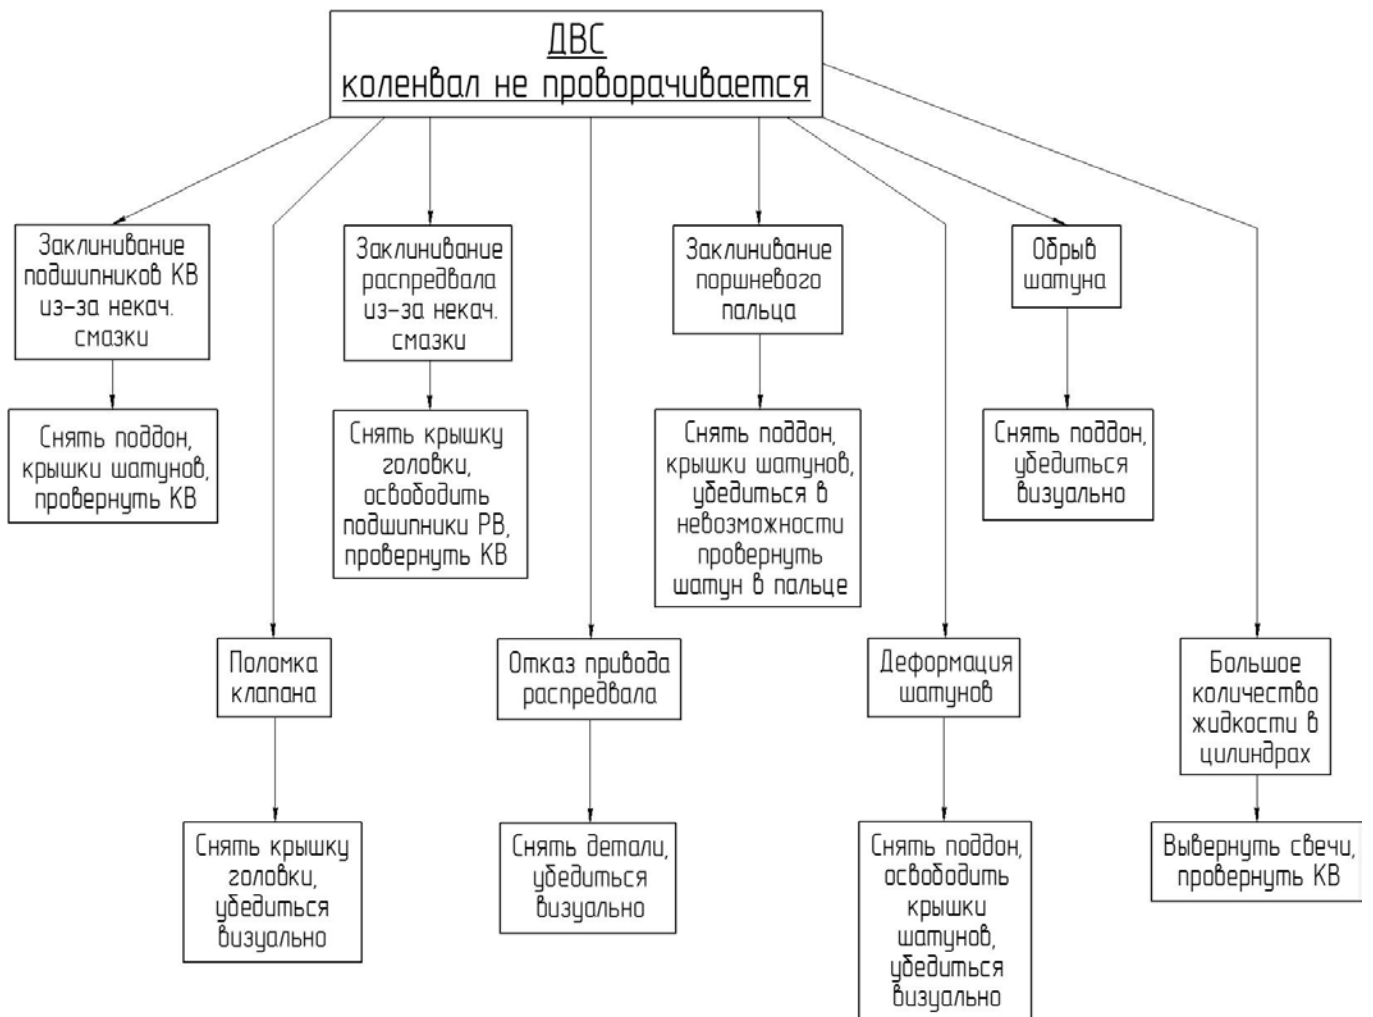 ДВС
коленвал не проворачивается
Заклинивание
подшипников КВ
из-за некач.
смазки
Заклинивание
распредвала
из-за некач.
смазки
Заклинивание
поршневого
пальца
Обрыв
шатуна
Снять поддон,
крышки шатунов,
провернуть КВ
Снять крышку
головки,
освободить
подшипники РВ,
провернуть КВ
Снять поддон,
крышки шатунов,
убедиться в
невозможности
провернуть
шатун в пальце
Снять поддон,
убедиться
визуально
Поломка
клапана
Отказ привода
распредвала
Деформация
шатунов
Большое
количество
жидкости в
цилиндрах
Снять крышку
головки,
убедиться
визуально
Снять детали,
убедиться
визуально
Снять поддон,
освободить
крышки
шатунов,
убедиться
визуально
Вывернуть свечи,
провернуть КВ